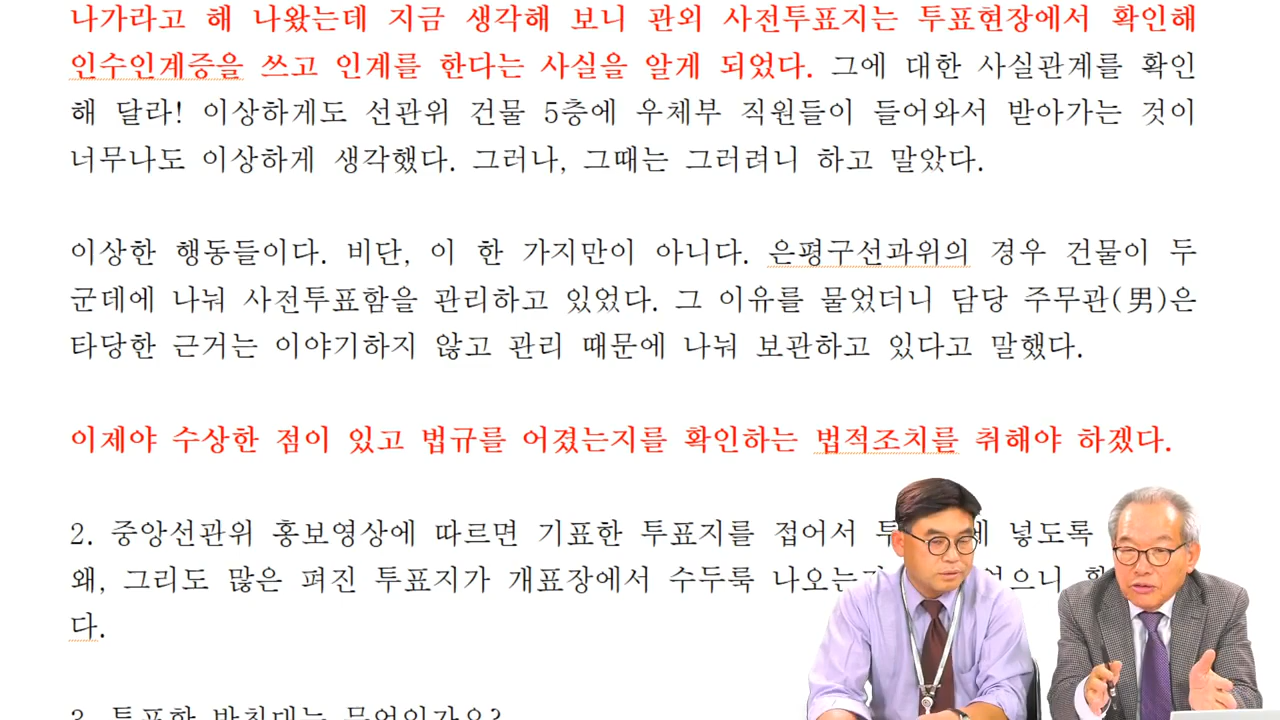 나가라고 해 나왔는데 지금 생각해 보니 관외 사전투표지는 투표현장에서 확인해
인수인계증을 쓰고 인계를 한다는 사실을 알게 되었다. 그에 대한 사실관계를 확인
해 달라! 이상하게도 선관위 건물 5층에 우체부 직원들이 들어와서 받아가는 것이
너무나도 이상하게 생각했다. 그러나, 그때는 그러려니 하고 말았다.
이상한 행동들이다. 비단, 이 한 가지만이 아니다. 은평구선과위의 경우 건물이 두
군데에 나눠 사전투표함을 관리하고 있었다. 그 이유를 물었더니 담당 주무관(男)은
타당한 근거는 이야기하지 않고 관리 때문에 나눠 보관하고 있다고 말했다.
이제야 수상한 점이 있고 법규를 어겼는지를 확인하는 법적조치를 취해야 하겠다.
2. 중앙선관위 홍보영상에 따르면 기표한 투표지를 접어서 넣도록
왜, 그리도 많은 펴진 투표지가 개표장에서 수두룩
다.
3. 투표함 받침대는 무엇인가요?